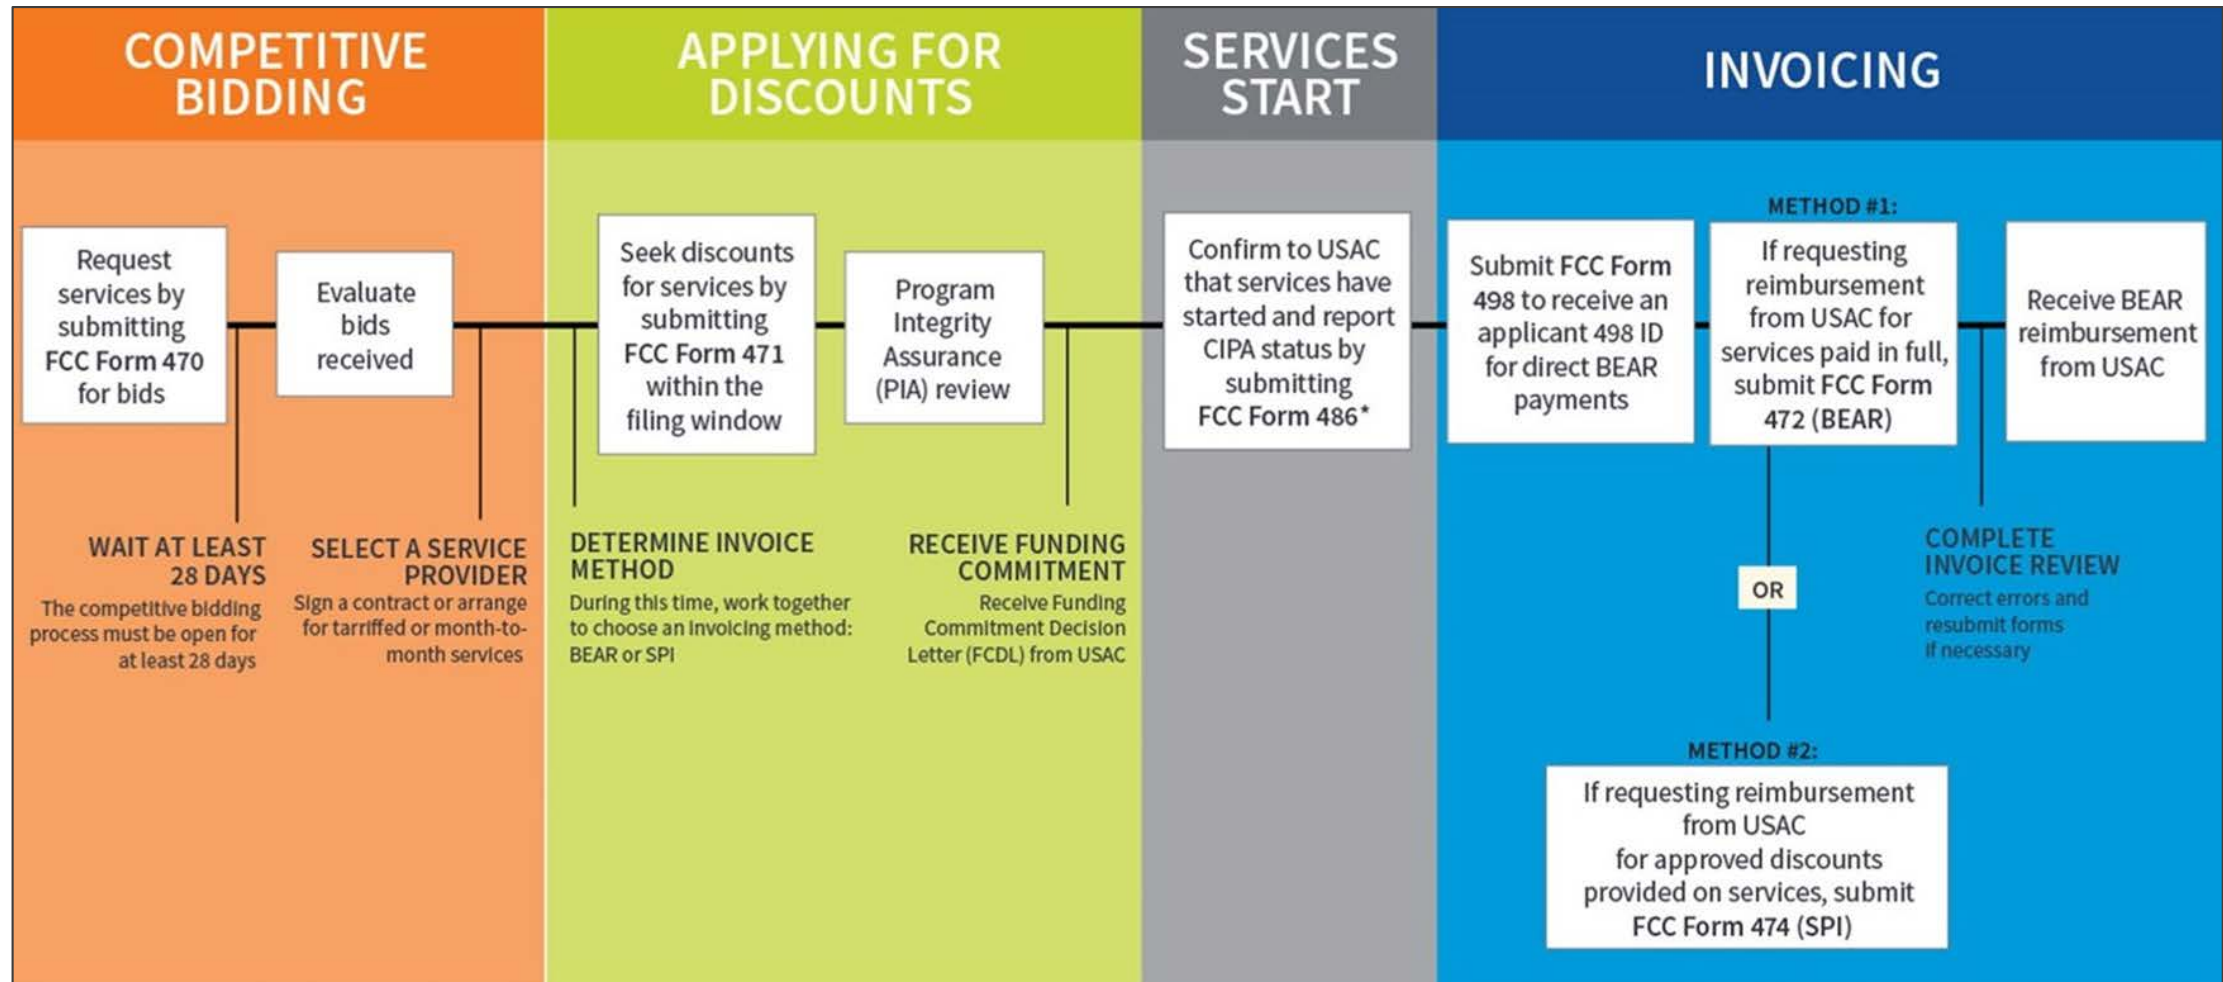 COMPETITIVE
BIDDING
APPLYING FOR
DISCOUNTS
SERVICES
START
INVOICING
Request
services by
submitting
FCC Form 470
for bids
Evaluate
bids
received
WAIT AT LEAST
28 DAYS
The competitive bidding
process must be open for
at least 28 days
SELECT A SERVICE
PROVIDER
Sign a contract or arrange
for tarriffed or month-to-
month services
Seek discounts
for services by
submitting
FCC Form 471
within the
filing window
Program
Integrity
Assurance
(PIA) review
DETERMINE INVOICE
METHOD
During this time, work together
to choose an invoicing method:
BEAR or SPI
RECEIVE FUNDING
COMMITMENT
Receive Funding
Commitment Decision
Letter (FCDL) from USAC
Confirm to USAC
that services have
started and report
CIPA status by
submitting
FCC Form 486*
Submit FCC Form
498 to receive an
applicant 498 ID
for direct BEAR
payments
METHOD #1:
If requesting
reimbursement
from USAC for
services paid in full,
submit FCC Form
472 (BEAR)
Receive BEAR
reimbursement
from USAC
COMPLETE
INVOICE REVIEW
Correct errors and
resubmit forms
if necessary
OR
METHOD #2:
If requesting reimbursement
from USAC
for approved discounts
provided on services, submit
FCC Form 474 (SPI)